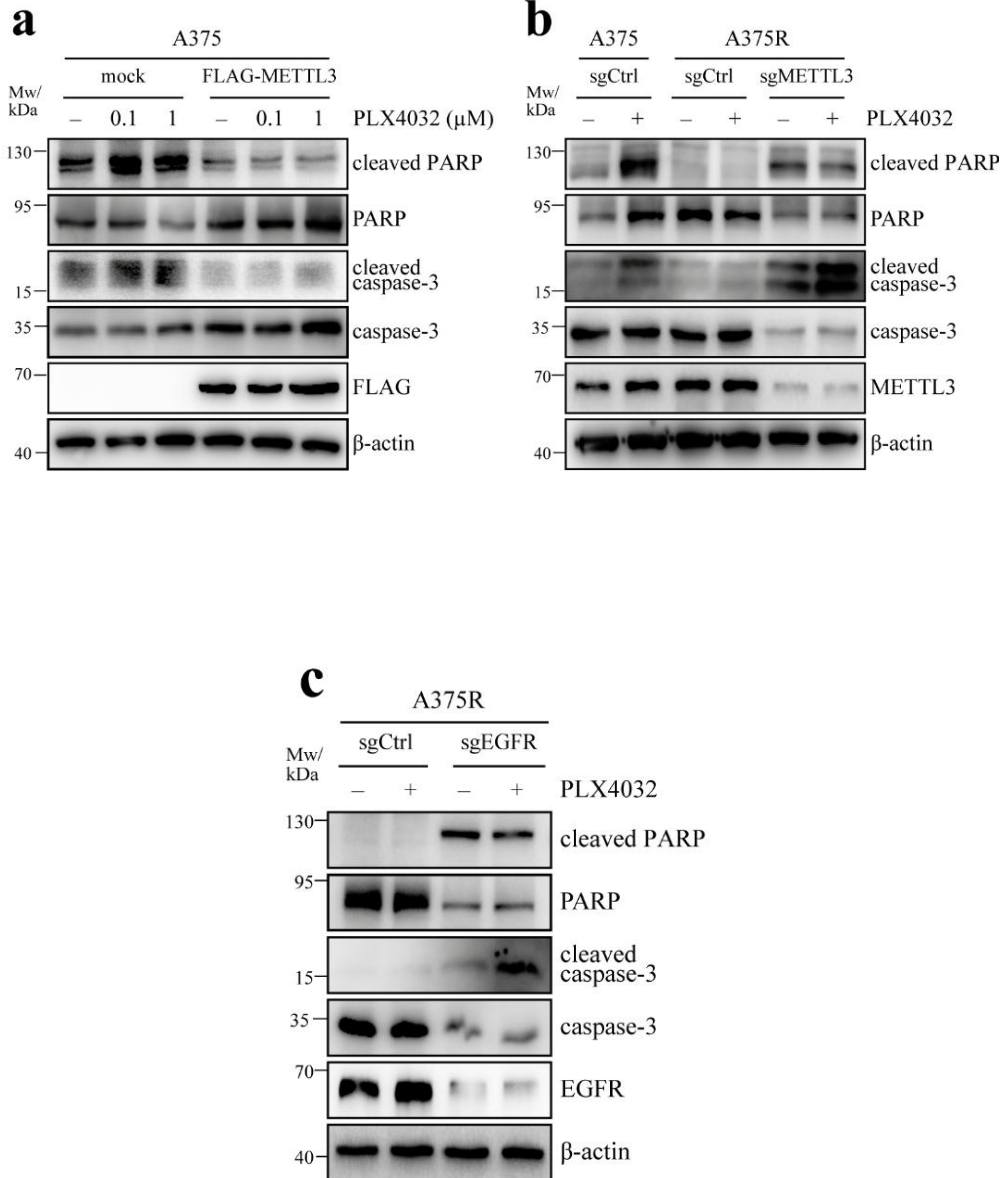 a
A375
mock FLAG-METTL3
Mw/
kDa
– 0.1 1 – 0.1 1 PLX4032 (μM)
130 cleaved PARP
95 PARP
cleaved
15 caspase-3
35 caspase-3
70 FLAG
40 β-actin
b
A375 A375R
sgCtrl sgCtrl sgMETTL3
Mw/
kDa
– + – + – + PLX4032
130 cleaved PARP
95 PARP
cleaved
15 caspase-3
35 caspase-3
70 METTL3
40 β-actin
c
A375R
sgCtrl sgEGFR
Mw/
kDa
– + – + PLX4032
130 cleaved PARP
95 PARP
cleaved
15 caspase-3
35 caspase-3
70 EGFR
40 β-actin